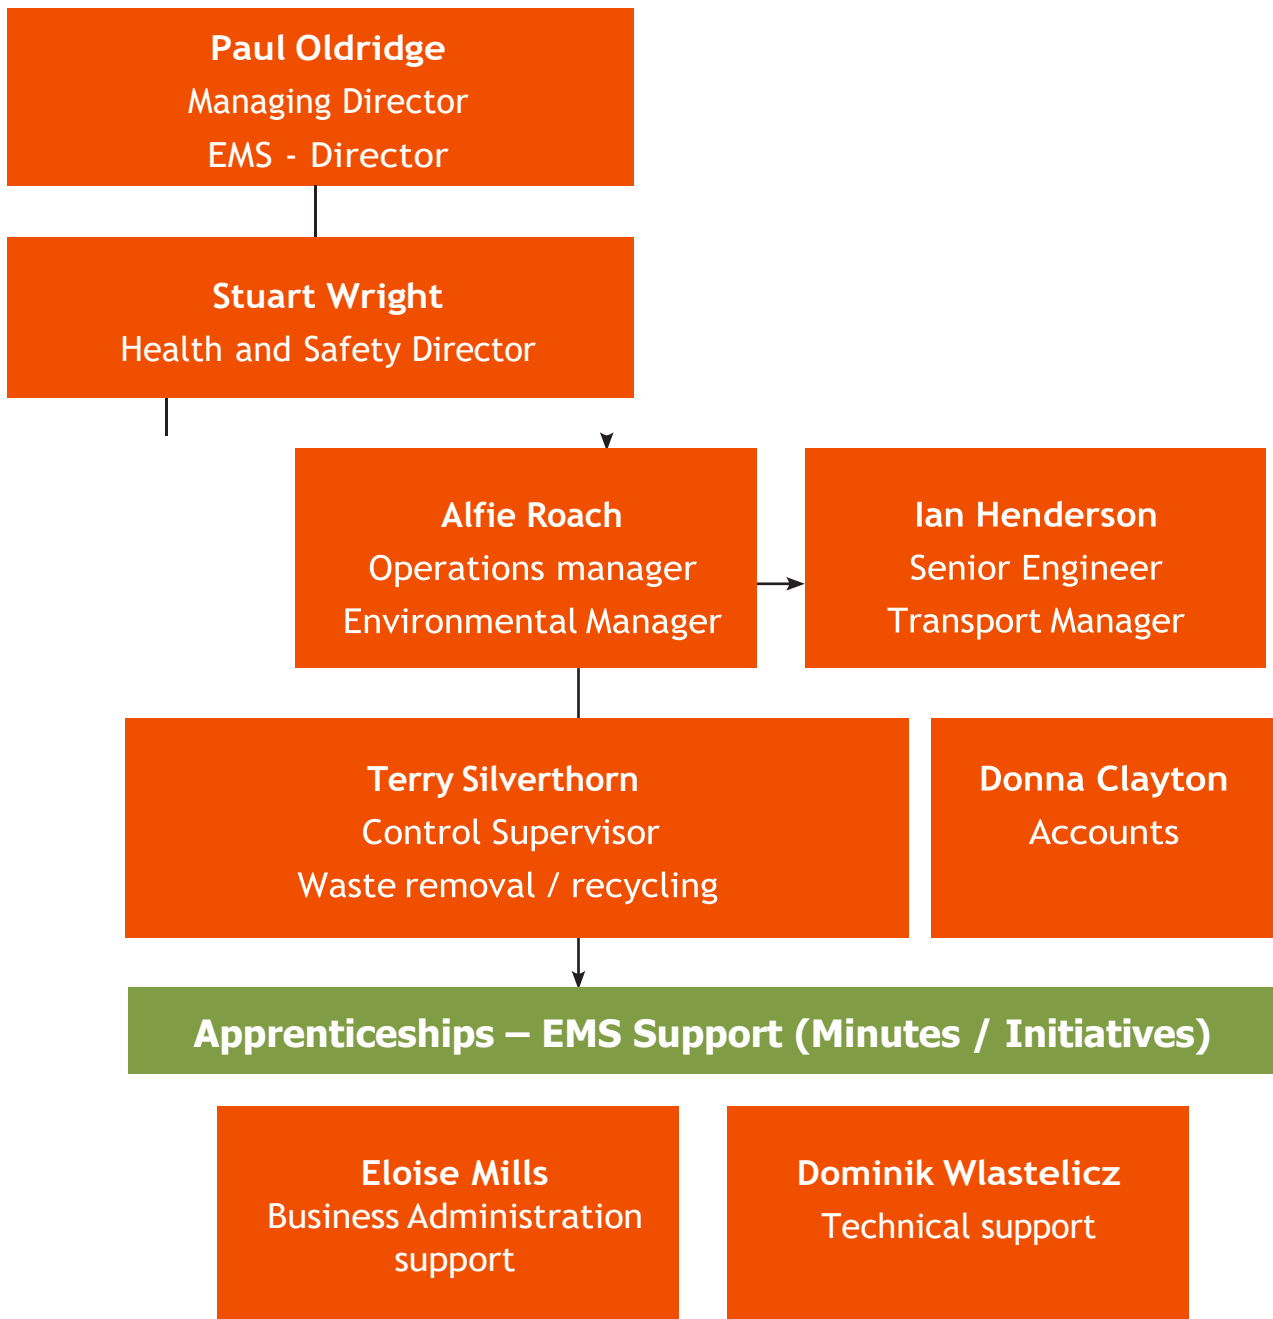 Paul Oldridge
Managing Director
EMS - Director
Stuart Wright
Health and Safety Director
Alfie Roach
Operations manager
Environmental Manager
Ian Henderson
Senior Engineer
Transport Manager
Terry Silverthorn
Control Supervisor
Waste removal / recycling
Donna Clayton
Accounts
Apprenticeships – EMS Support (Minutes / Initiatives)
Eloise Mills
Business Administration
support
Dominik Wlastelicz
Technical support